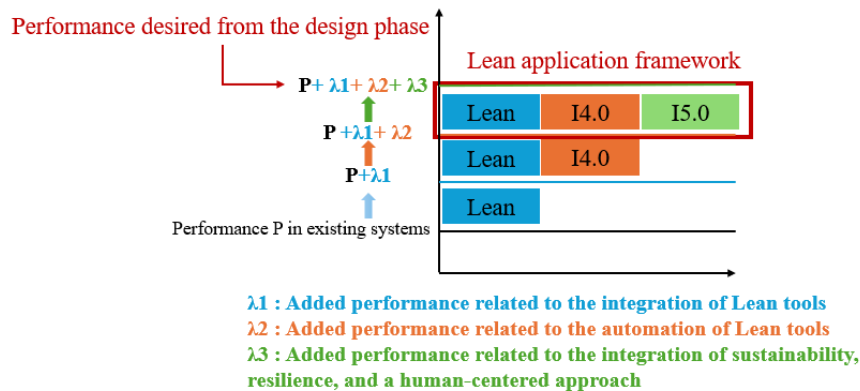 Performance desired from the design phase
Lean application framework
P+ λ1+ λ2+ λ3
Lean I4.0 I5.0
P +λ1+ λ2
Lean I4.0
P+λ1
Lean
Performance P in existing systems
λ1 : Added performance related to the integration of Lean tools
λ2 : Added performance related to the automation of Lean tools
λ3 : Added performance related to the integration of sustainability,
resilience, and a human-centered approach